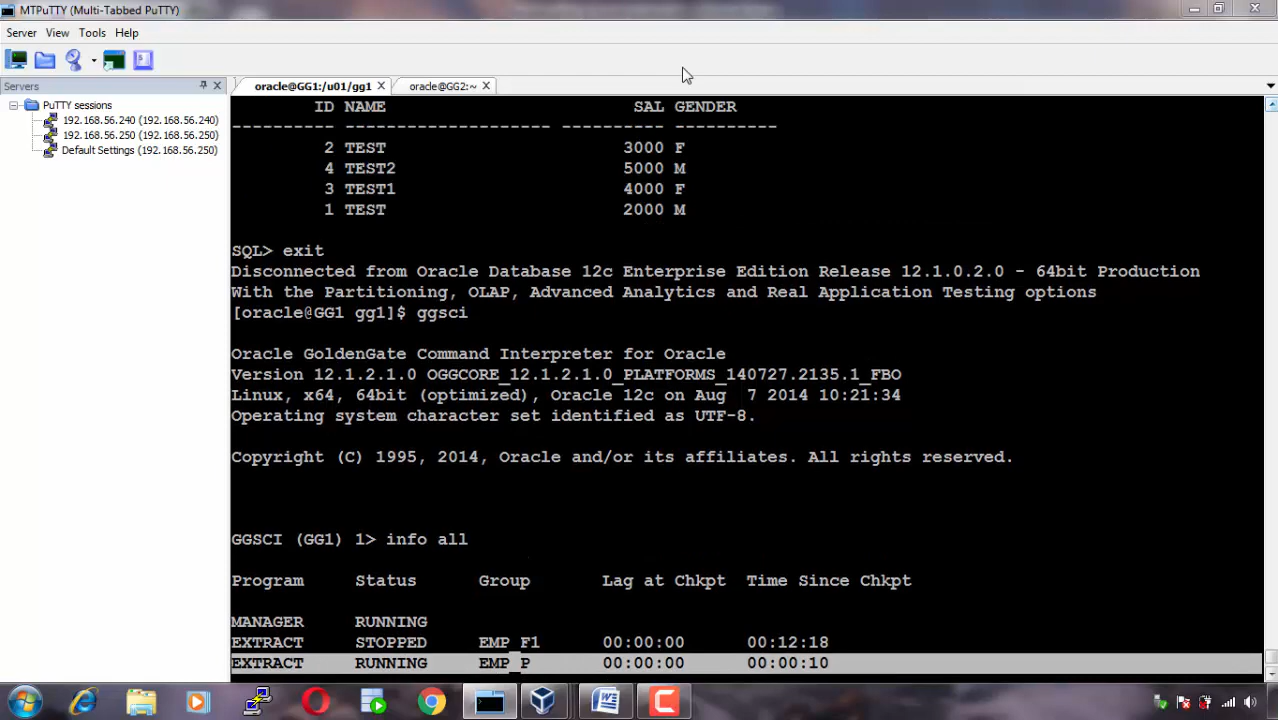 MTPuTTY (Multi-Tabbed PuTTY)
Server View Tools Help
Servers
oracle@GG1:/u01/gg1
oracle@GG2:~
PuTTY sessions
192.168.56.240 (192.168.56.240)
192.168.56.250 (192.168.56.250)
Default Settings (192.168.56.250)
ID NAME SAL GENDER
---------- -------------------- ---------- ----------
2 TEST 3000 F
4 TEST2 5000 M
3 TEST1 4000 F
1 TEST 2000 M
SQL> exit
Disconnected from Oracle Database 12c Enterprise Edition Release 12.1.0.2.0 - 64bit Production
With the Partitioning, OLAP, Advanced Analytics and Real Application Testing options
[oracle@GG1 gg1]$ ggsci
Oracle GoldenGate Command Interpreter for Oracle
Version 12.1.2.1.0 OGGCORE_12.1.2.1.0_PLATFORMS_140727.2135.1_FBO
Linux, x64, 64bit (optimized), Oracle 12c on Aug  7 2014 10:21:34
Operating system character set identified as UTF-8.
Copyright (C) 1995, 2014, Oracle and/or its affiliates. All rights reserved.
GGSCI (GG1) 1> info all
Program Status Group Lag at Chkpt Time Since Chkpt
MANAGER RUNNING
EXTRACT STOPPED EMP_F1 00:00:00 00:12:18
EXTRACT RUNNING EMP_P 00:00:00 00:00:10